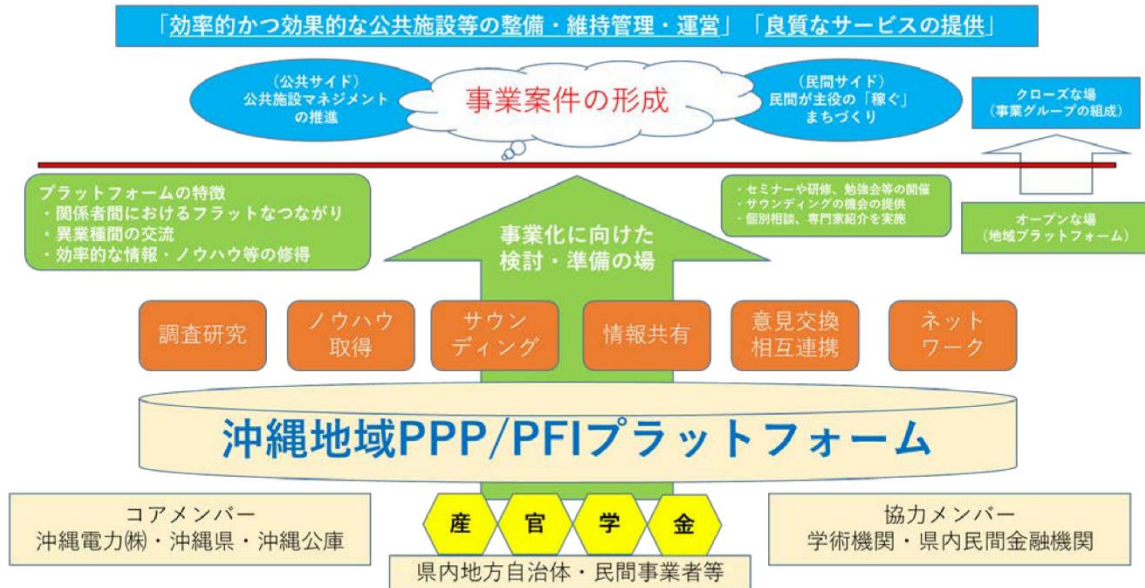 「効率的かつ効果的な公共施設等の整備・維持管理・運営」「良質なサービスの提供」
（公共サイド）
公共施設マネジメント
の推進
事業案件の形成
（民間サイド）
民間が主役の「稼ぐ」
まちづくり
クローズな場
（事業グループの組成）
プラットフォームの特徴
・関係者間におけるフラットなつながり
・異業種間の交流
・効率的な情報・ノウハウ等の修得
事業化に向けた
検討・準備の場
・セミナーや研修、勉強会等の開催
・サウンディングの機会の提供
・個別相談、専門家紹介を実施
オープンな場
（地域プラットフォーム）
調査研究
ノウハウ
取得
サウン
ディング
情報共有
意見交換
相互連携
ネット
ワーク
沖縄地域PPP/PFIプラットフォーム
コアメンバー
沖縄電力㈱・沖縄県・沖縄公庫
産 官 学 金
県内地方自治体・民間事業者等
協力メンバー
学術機関・県内民間金融機関